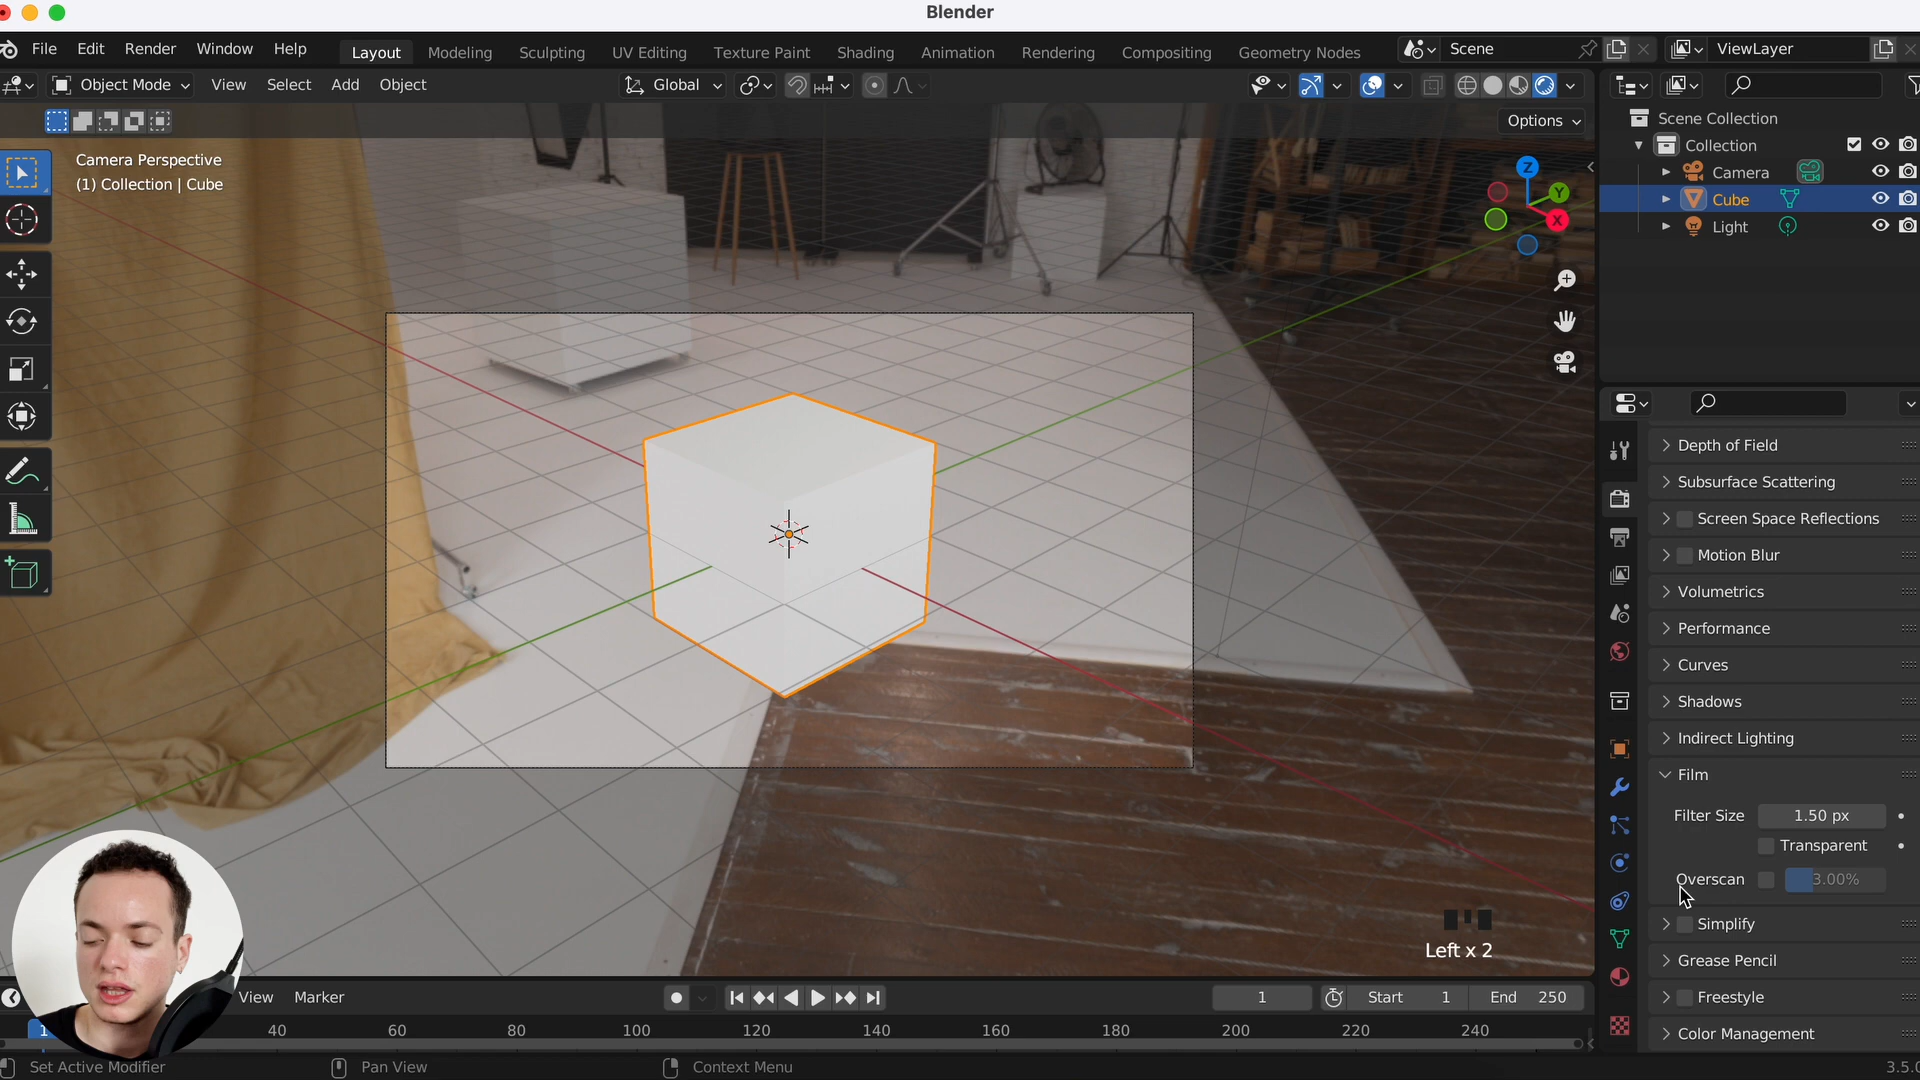 Blender
File Edit Render Window Help Layout Modeling Sculpting UV Editing Texture Paint Shading Animation Rendering Compositing Geometry Nodes Scene ViewLayer
Object Mode View Select Add Object Global
Options
Camera Perspective
(1) Collection | Cube
Z
Y
X
Scene Collection
Collection
Camera
Cube
Light
Depth of Field
Subsurface Scattering
Screen Space Reflections
Motion Blur
Volumetrics
Performance
Curves
Shadows
Indirect Lighting
Film
Filter Size 1.50 px
Transparent
Overscan 3.00%
Simplify
Grease Pencil
Freestyle
Color Management
Left x 2
View Marker 1 Start 1 End 250
1 40 60 80 100 120 140 160 180 200 220 240
Set Active Modifier Pan View Context Menu